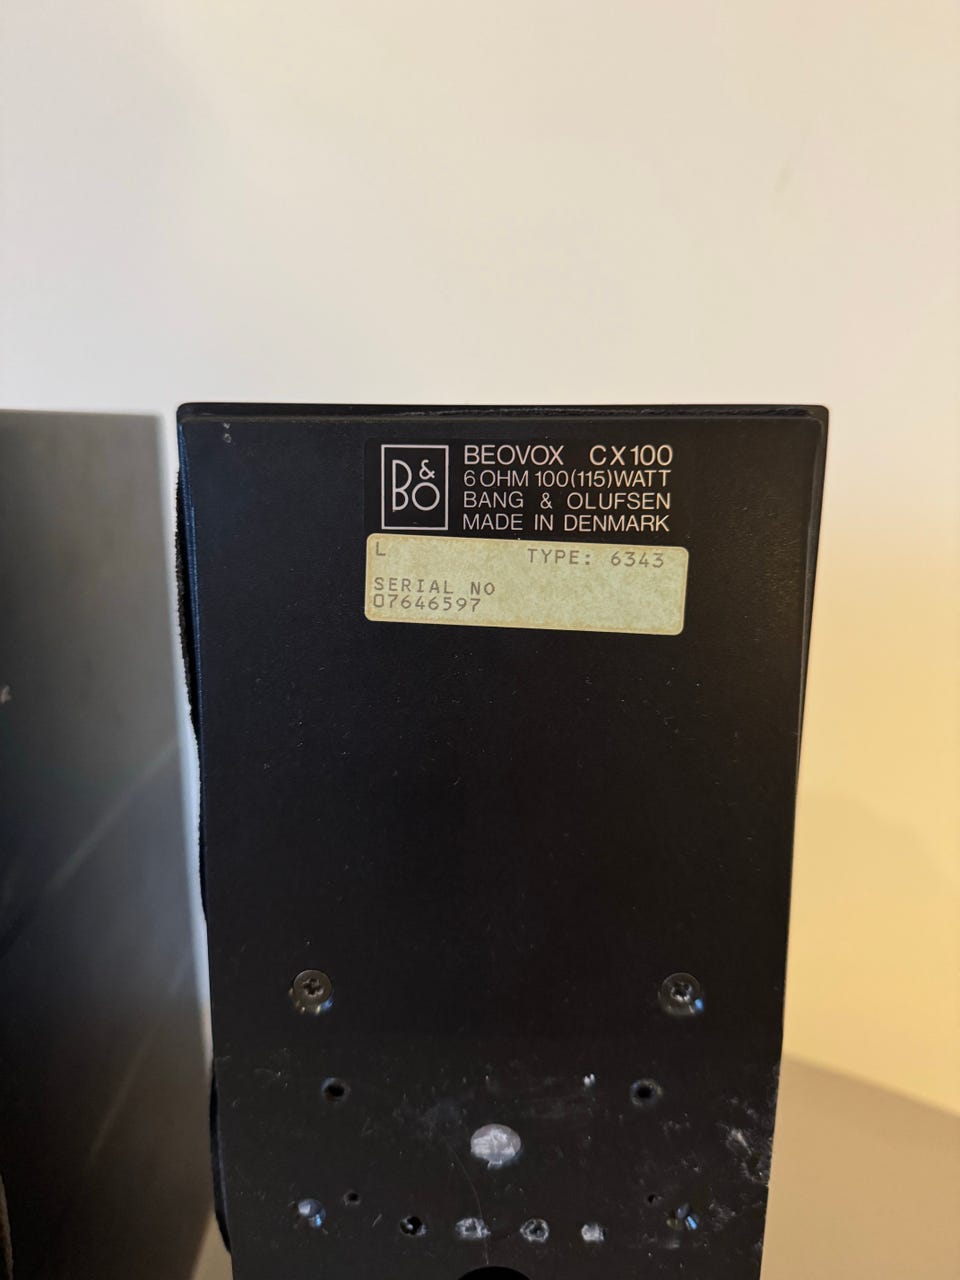 B&O
BEOVOX CX100
6 OHM 100(115)WATT
BANG & OLUFSEN
MADE IN DENMARK
L TYPE: 6343
SERIAL NO
07646597